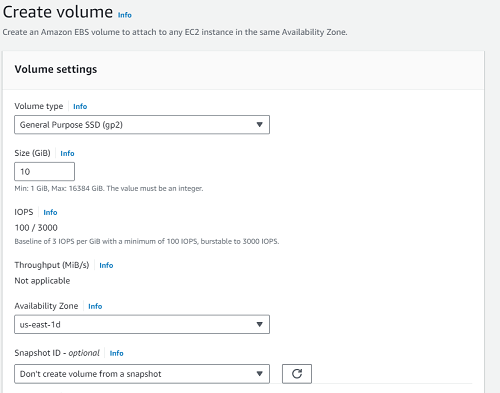 Create volume Info
Create an Amazon EBS volume to attach to any EC2 instance in the same Availability Zone.
Volume settings
Volume type Info
General Purpose SSD (gp2)
Size (GiB) Info
10
Min: 1 GiB, Max: 16384 GiB. The value must be an integer.
IOPS Info
100 / 3000
Baseline of 3 IOPS per GiB with a minimum of 100 IOPS, burstable to 3000 IOPS.
Throughput (MiB/s) Info
Not applicable
Availability Zone Info
us-east-1d
Snapshot ID - optional Info
Don't create volume from a snapshot